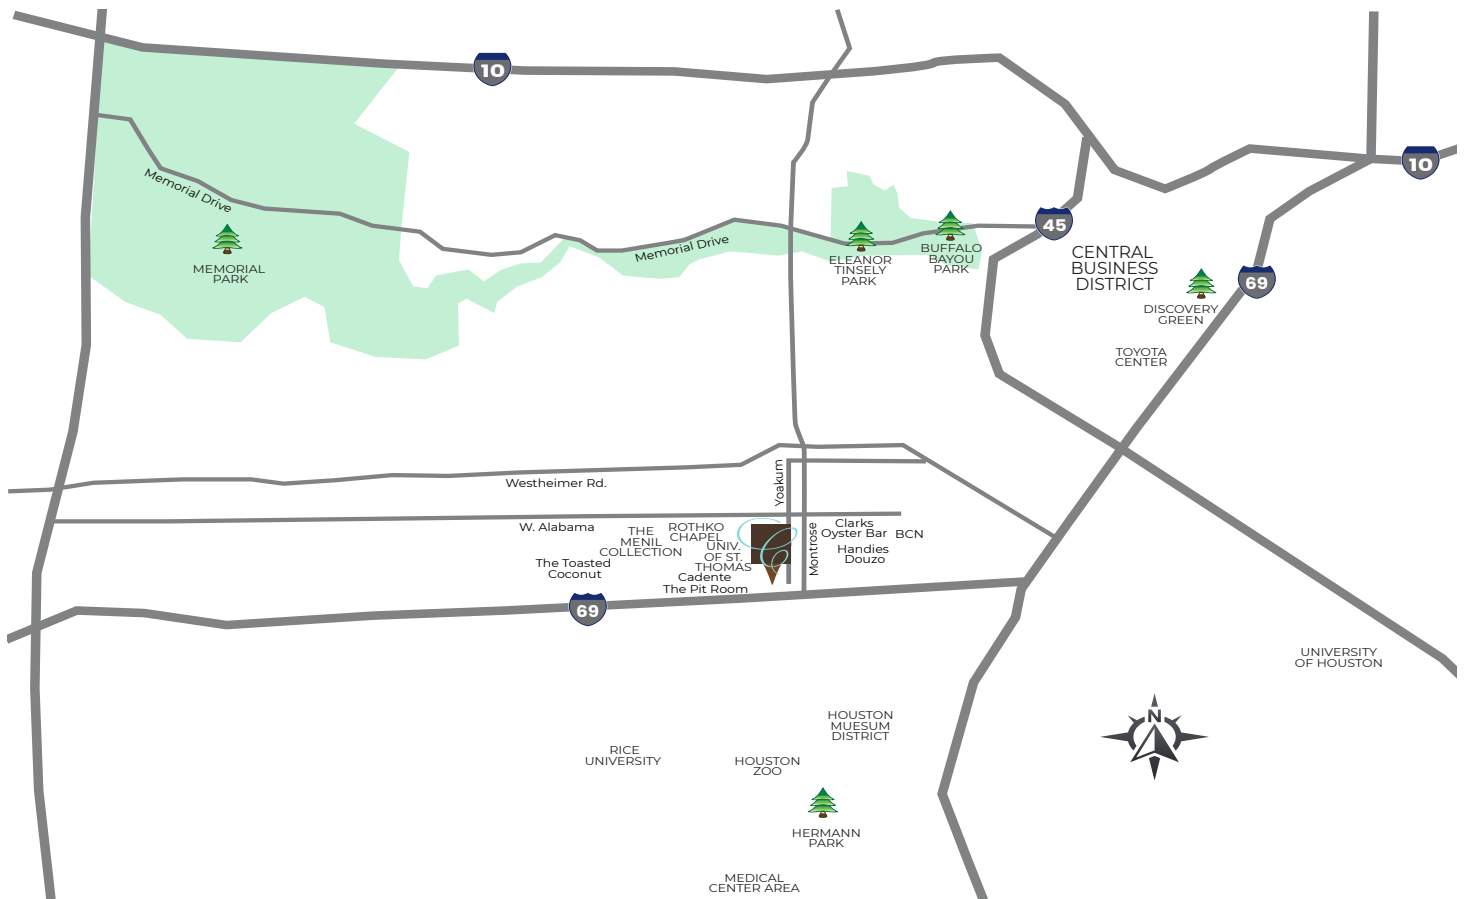 10
10
Memorial Drive
MEMORIAL
PARK
Memorial Drive
ELEANOR
TINSELY
PARK
BUFFALO
BAYOU
PARK
45
CENTRAL
BUSINESS
DISTRICT
69
DISCOVERY
GREEN
TOYOTA
CENTER
Westheimer Rd.
Yoakum
W. Alabama
THE
MENIL
COLLECTION
ROTHKO
CHAPEL
UNIV.
OF ST.
THOMAS
The Toasted
Coconut
Cadente
The Pit Room
Montrose
Clarks
Oyster Bar
BCN
Handies
Douzo
69
UNIVERSITY
OF HOUSTON
HOUSTON
MUESUM
DISTRICT
RICE
UNIVERSITY
HOUSTON
ZOO
HERMANN
PARK
MEDICAL
CENTER AREA
N